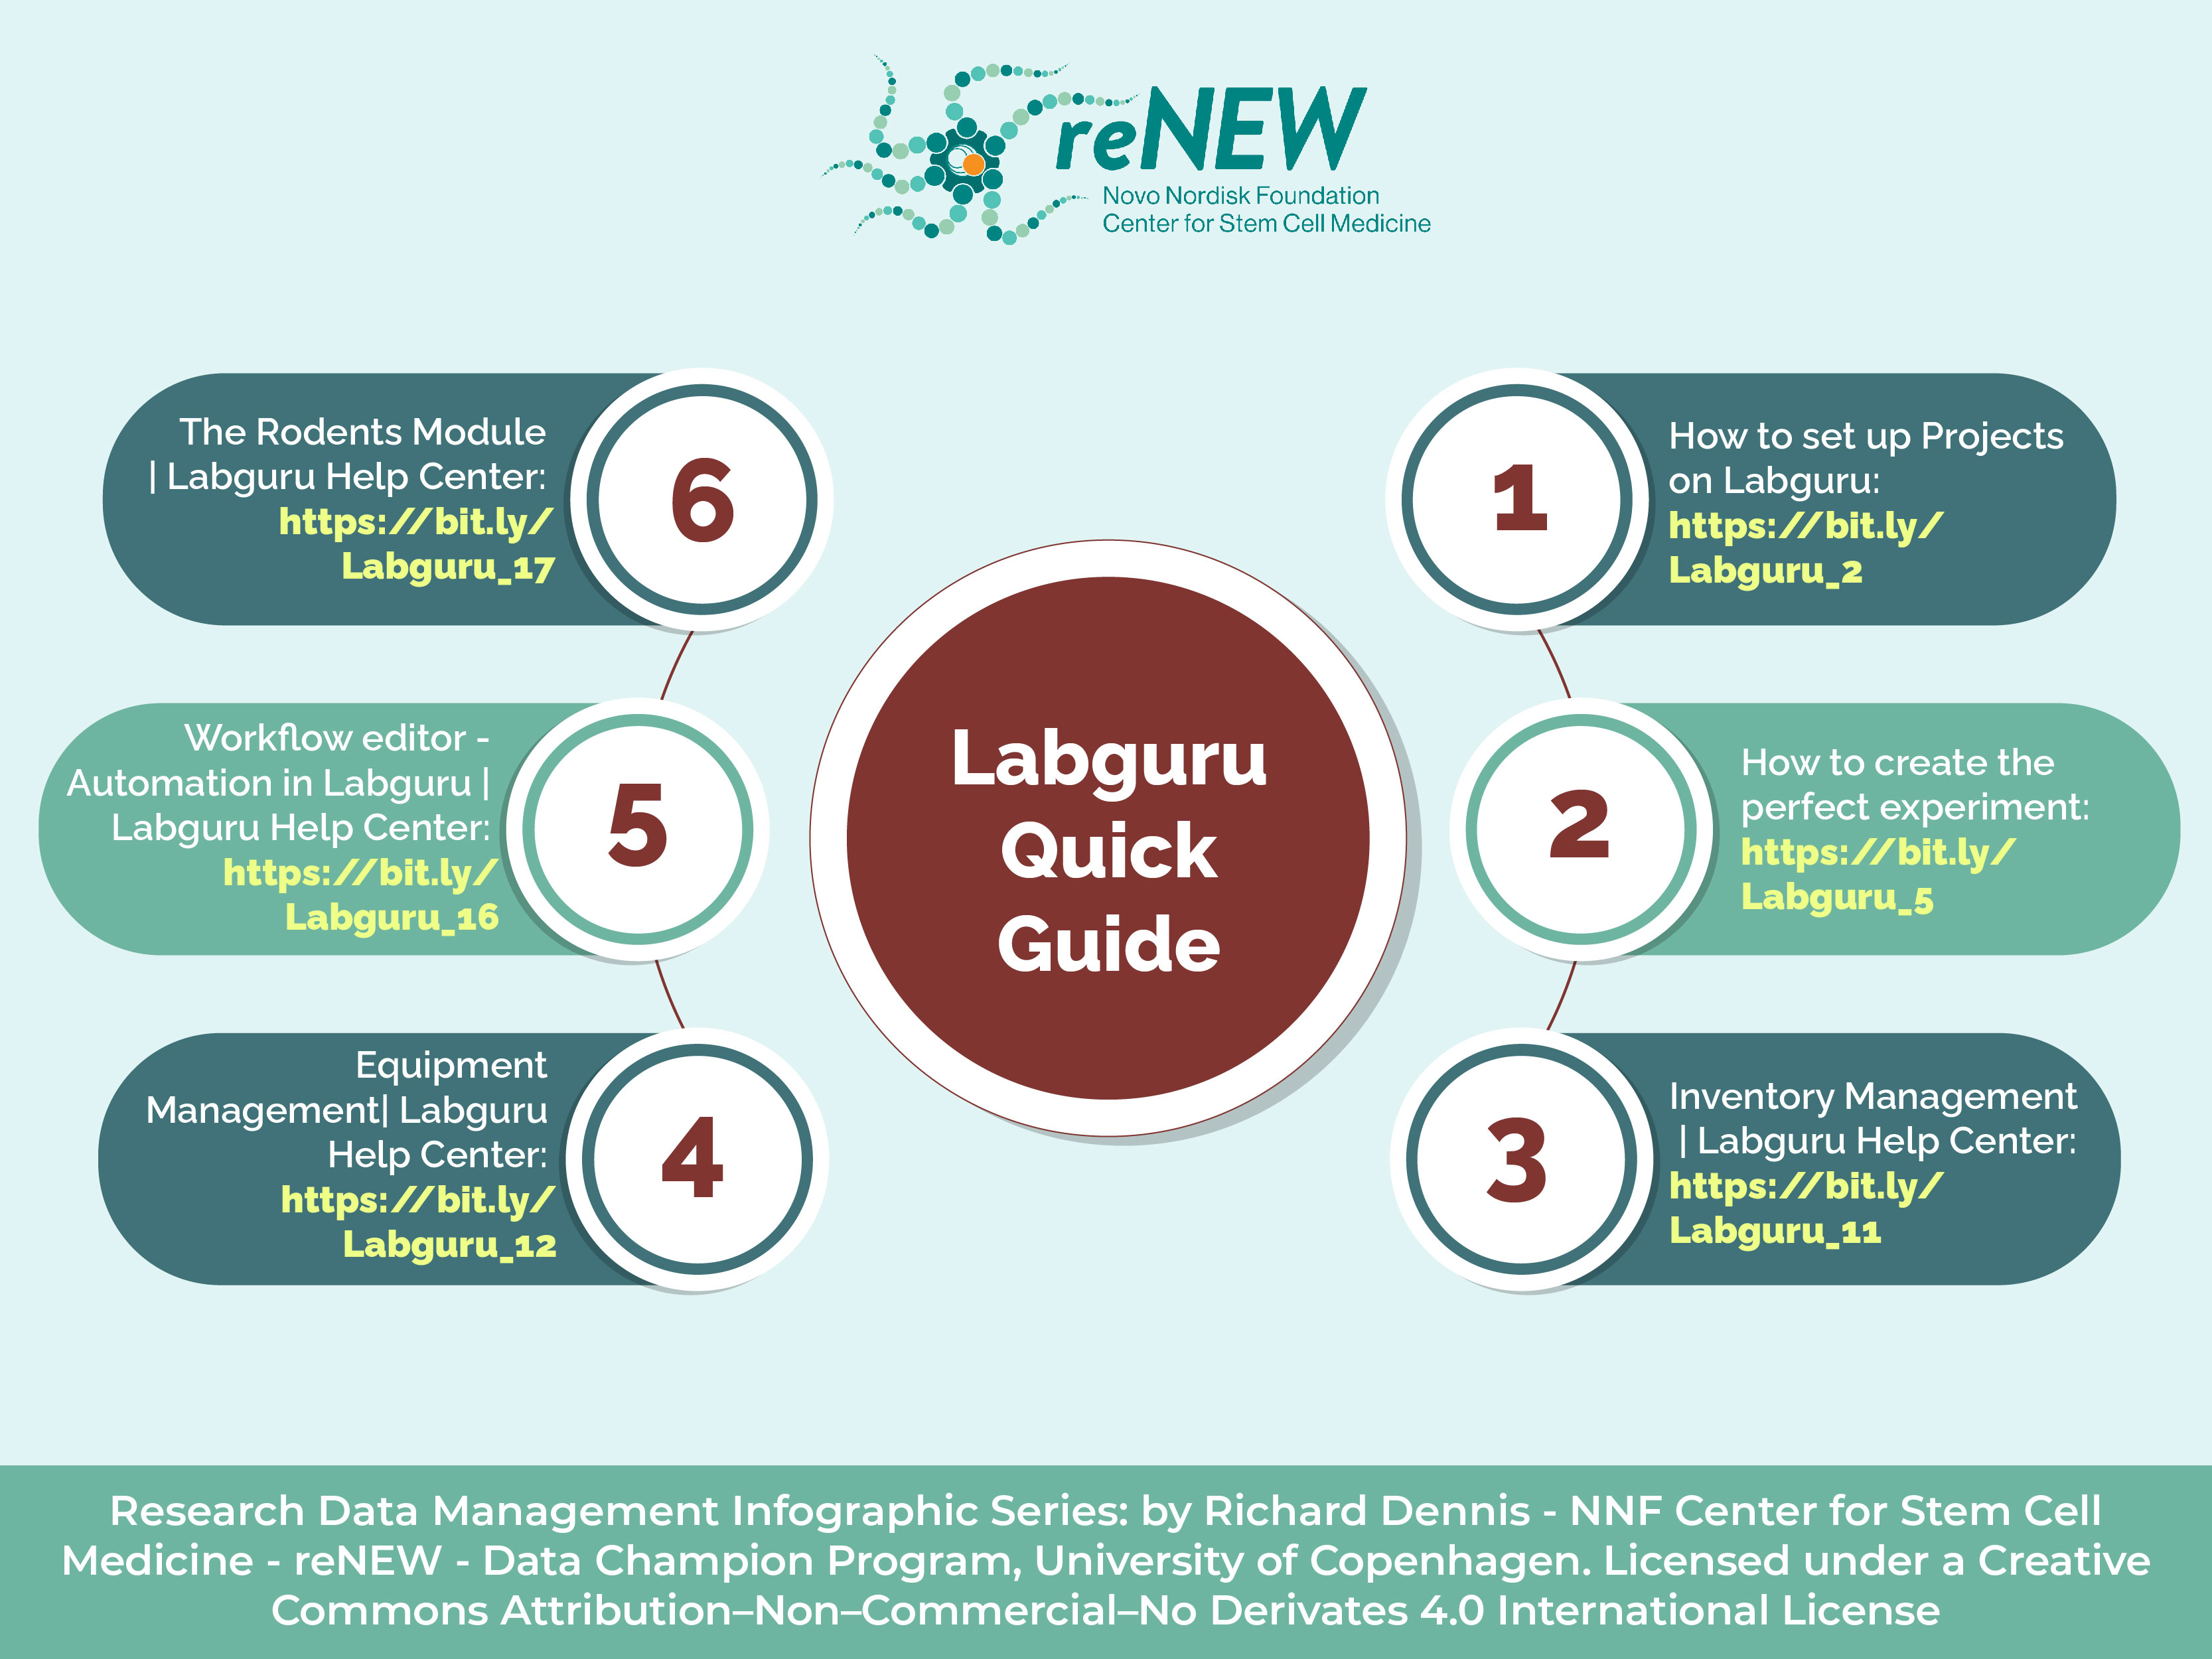 reNEW
Novo Nordisk Foundation
Center for Stem Cell Medicine
Labguru
Quick
Guide
1
How to set up Projects
on Labguru:
https://bit.ly/
Labguru_2
2
How to create the
perfect experiment:
https://bit.ly/
Labguru_5
3
Inventory Management
| Labguru Help Center:
https://bit.ly/
Labguru_11
4
Equipment
Management| Labguru
Help Center:
https://bit.ly/
Labguru_12
5
Workflow editor -
Automation in Labguru |
Labguru Help Center:
https://bit.ly/
Labguru_16
6
The Rodents Module
| Labguru Help Center:
https://bit.ly/
Labguru_17
Research Data Management Infographic Series: by Richard Dennis - NNF Center for Stem Cell
Medicine - reNEW - Data Champion Program, University of Copenhagen. Licensed under a Creative
Commons Attribution–Non–Commercial–No Derivates 4.0 International License